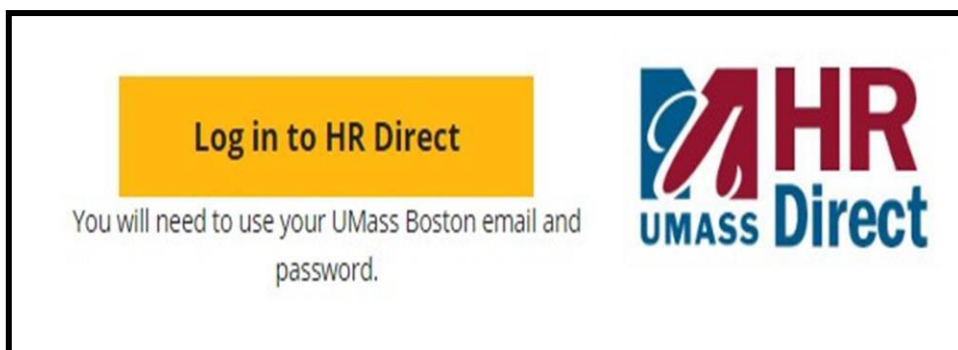 Log in to HR Direct
You will need to use your UMass Boston email and
password.
HR
UMASS Direct